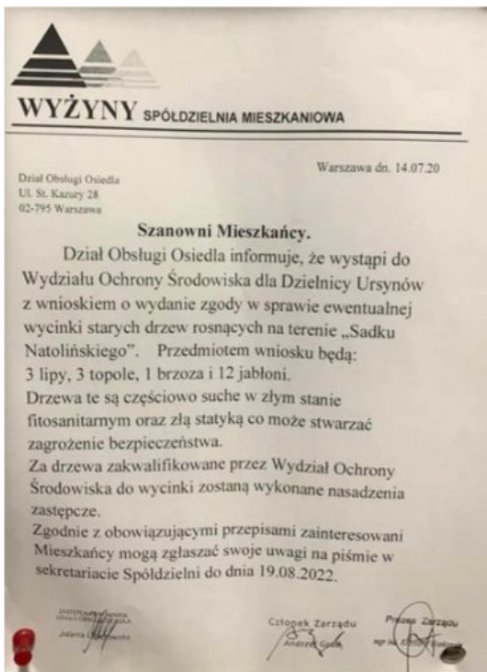 WYŻYNY SPÓŁDZIELNIA MIESZKANIOWA
Warszawa dn. 14.07.20
Dział Obsługi Osiedla
Ul. St. Kazury 28
02-795 Warszawa
Szanowni Mieszkańcy.
Dział Obsługi Osiedla informuje, że wystąpi do
Wydziału Ochrony Środowiska dla Dzielnicy Ursynów
z wnioskiem o wydanie zgody w sprawie ewentualnej
wycinki starych drzew rosnących na terenie „Sadku
Natolińskiego”. Przedmiotem wniosku będą:
3 lipy, 3 topole, 1 brzoza i 12 jabłoni.
Drzewa te są częściowo suche w złym stanie
fitosanitarnym oraz złą statyką co może stwarzać
zagrożenie bezpieczeństwa.
Za drzewa zakwalifikowane przez Wydział Ochrony
Środowiska do wycinki zostaną wykonane nasadzenia
zastępcze.
Zgodnie z obowiązującymi przepisami zainteresowani
Mieszkańcy mogą zgłaszać swoje uwagi na piśmie w
sekretariacie Spółdzielni do dnia 19.08.2022.
Członek Zarządu
Prezes Zarządu
Andrzej
mgr inż.